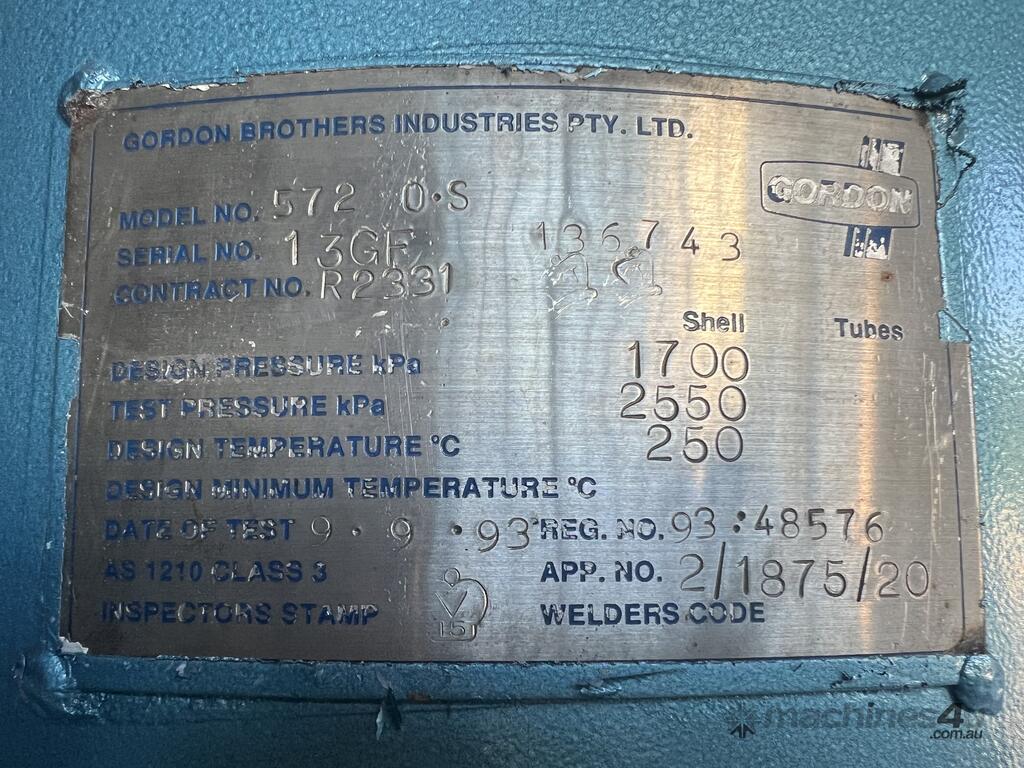 GORDON BROTHERS INDUSTRIES PTY. LTD.
GORDON
MODEL NO. 572 O·S
SERIAL NO. 13GF 136743
CONTRACT NO. R2331
Shell Tubes
DESIGN PRESSURE kPa 1700
TEST PRESSURE kPa 2550
DESIGN TEMPERATURE °C 250
DESIGN MINIMUM TEMPERATURE °C
DATE OF TEST 9 · 9 · 93 REG. NO. 93:48576
AS 1210 CLASS 3 APP. NO. 2/1875/20
INSPECTORS STAMP V 151 WELDERS CODE
machines4u
.com.au